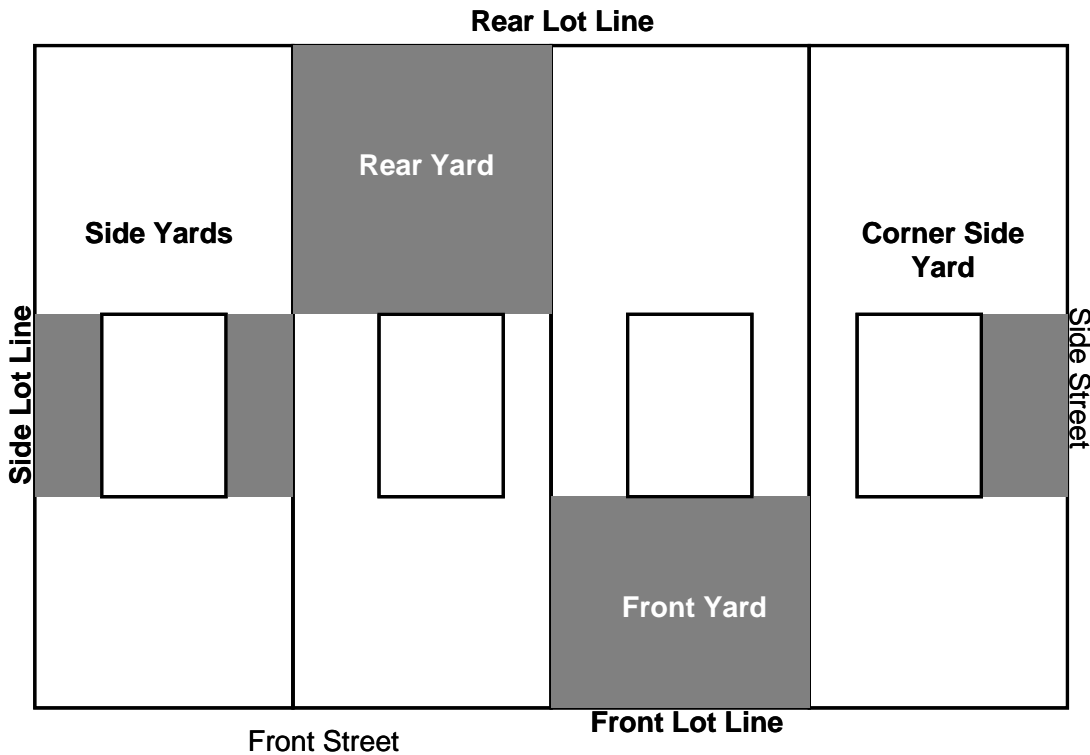 Rear Lot Line
Rear Yard
Side Yards
Corner Side
Yard
Side Lot Line
Side Street
Front Yard
Front Lot Line
Front Street